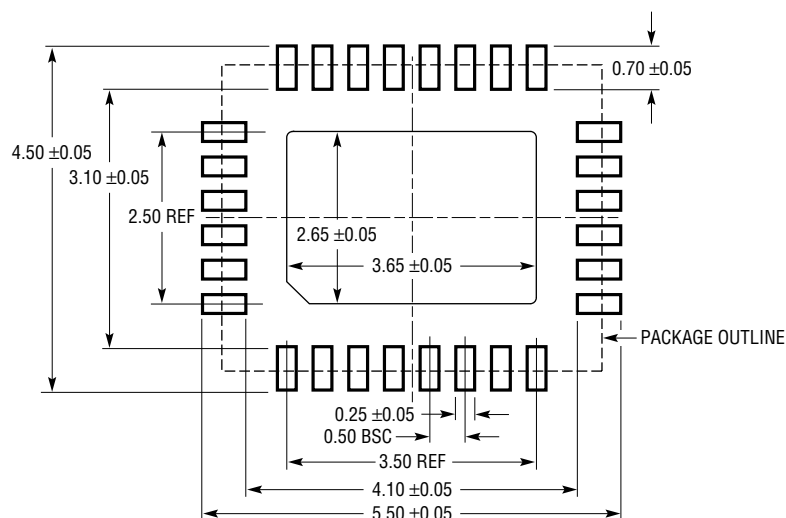 0.70 ±0.05
4.50 ±0.05
3.10 ±0.05
2.50 REF
2.65 ±0.05
3.65 ±0.05
PACKAGE OUTLINE
0.25 ±0.05
0.50 BSC
3.50 REF
4.10 ±0.05
5.50 ±0.05